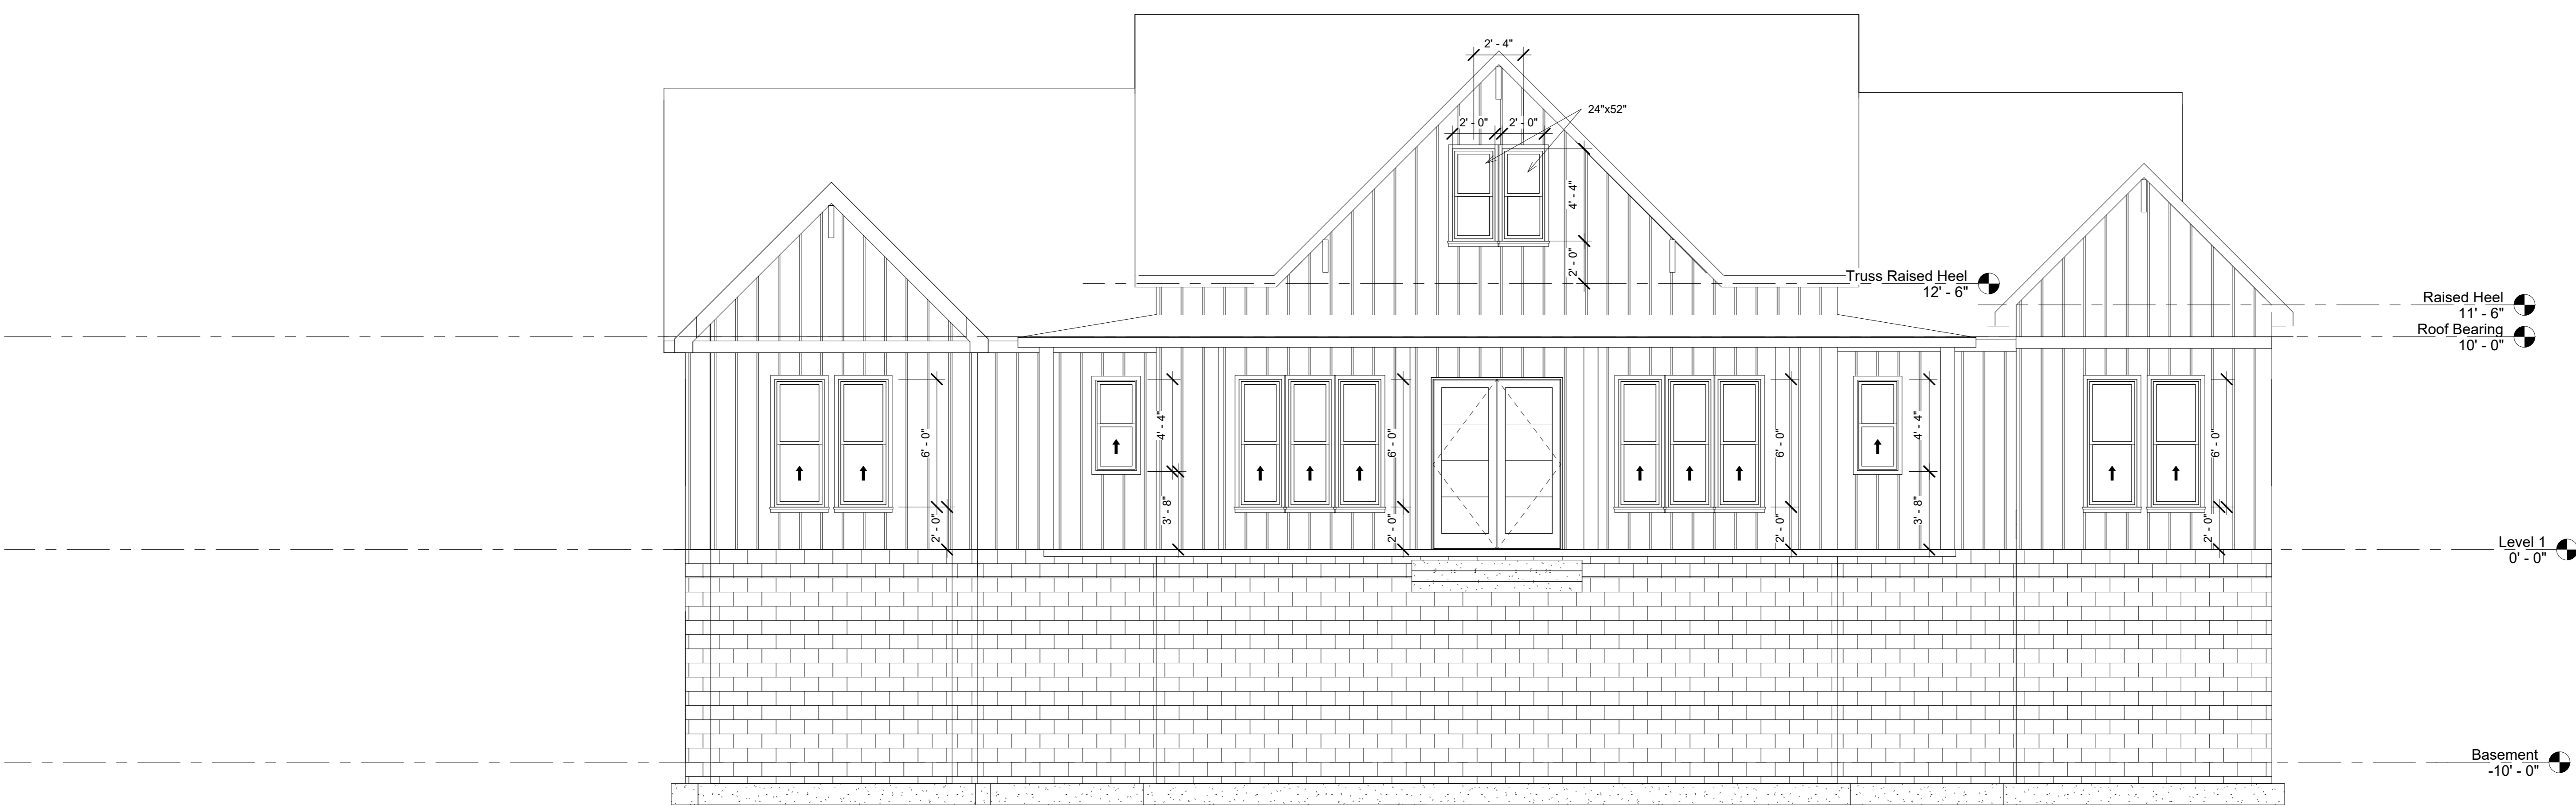 2' - 4"
24"x52"
2' - 0"
2' - 0"
4' - 4"
2' - 0"
Truss Raised Heel
12' - 6"
Raised Heel
11' - 6"
Roof Bearing
10' - 0"
6' - 0"
2' - 0"
4' - 4"
3' - 8"
6' - 0"
2' - 0"
6' - 0"
2' - 0"
4' - 4"
3' - 8"
6' - 0"
2' - 0"
Level 1
0' - 0"
Basement
-10' - 0"